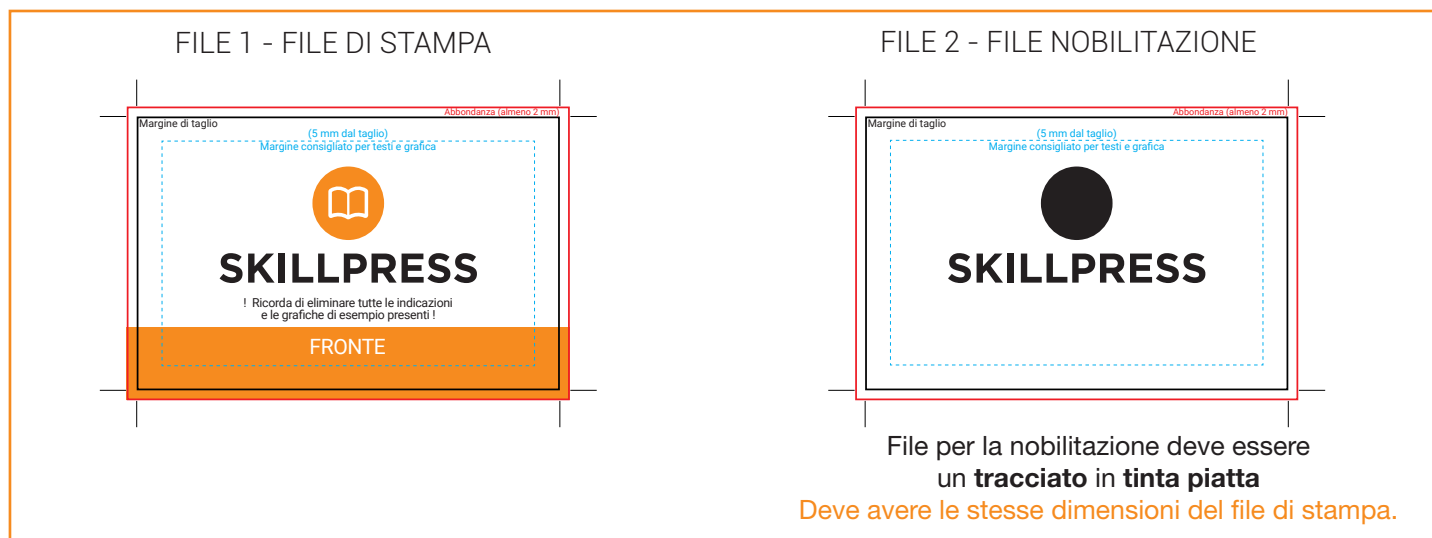 FILE 1 - FILE DI STAMPA
Abbondanza (almeno 2 mm)
Margine di taglio
(5 mm dal taglio)
Margine consigliato per testi e grafica
SKILLPRESS
! Ricorda di eliminare tutte le indicazioni
e le grafiche di esempio presenti !
FRONTE
FILE 2 - FILE NOBILITAZIONE
Abbondanza (almeno 2 mm)
Margine di taglio
(5 mm dal taglio)
Margine consigliato per testi e grafica
SKILLPRESS
File per la nobilitazione deve essere
un tracciato in tinta piatta
Deve avere le stesse dimensioni del file di stampa.